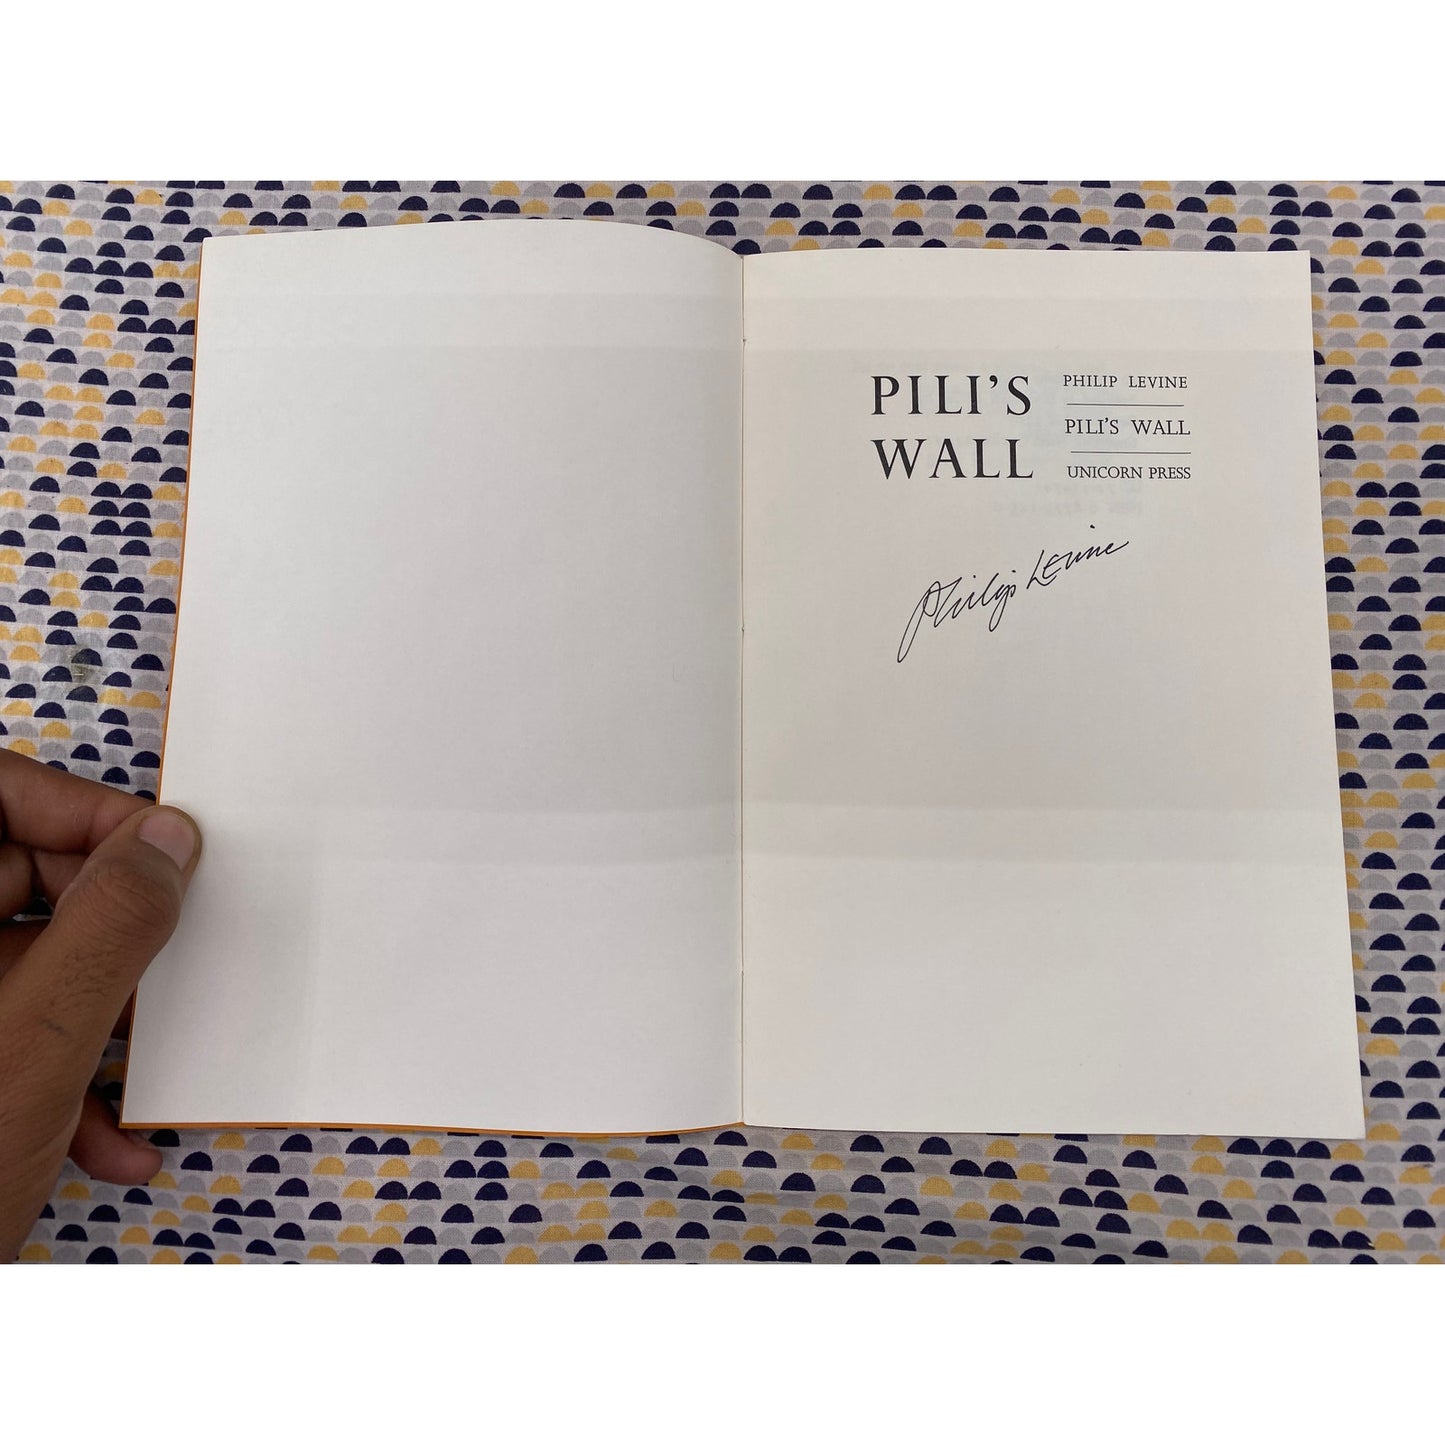 PILI'S
WALL
PHILIP LEVINE
PILI'S WALL
UNICORN PRESS
Philip Levine